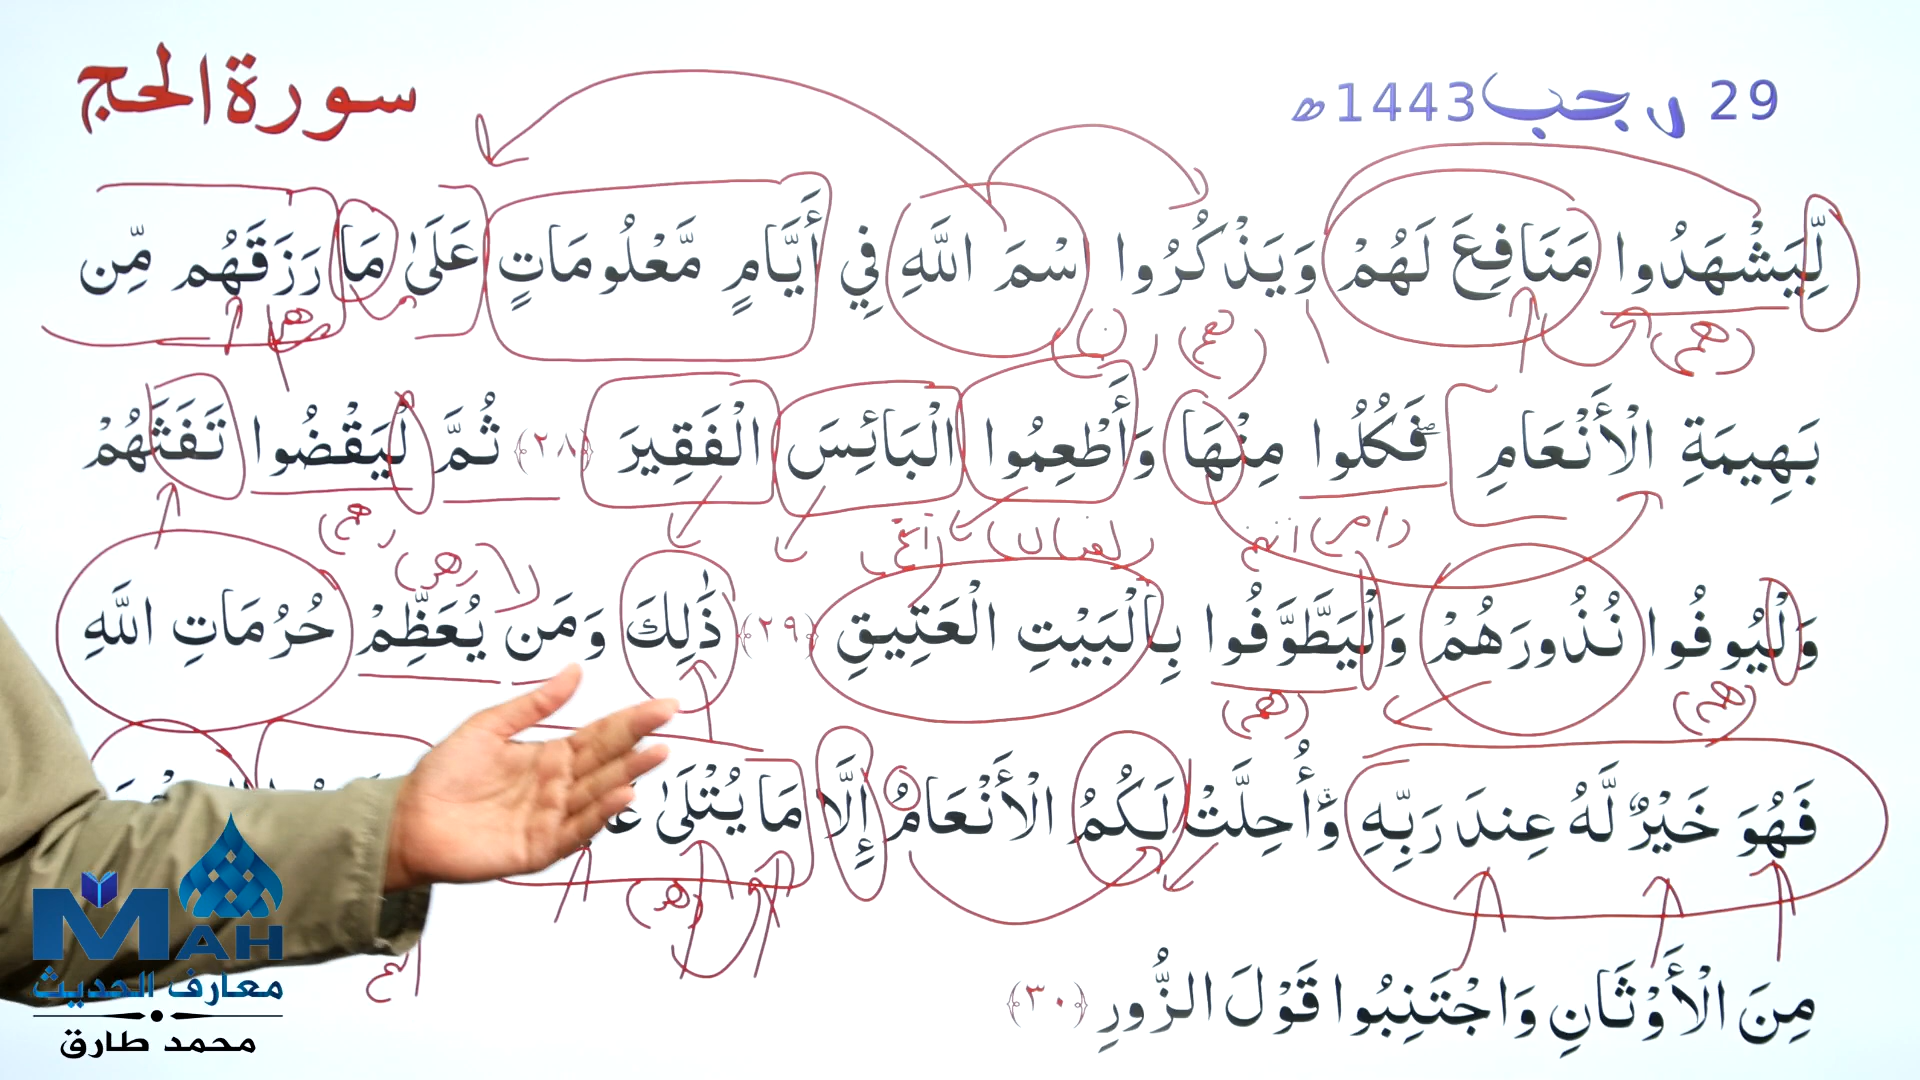 29 رجب 1443ھ
سورة الحج
لِّيَشْهَدُوا مَنَافِعَ لَهُمْ وَيَذْكُرُوا اسْمَ اللَّهِ فِي أَيَّامٍ مَّعْلُومَاتٍ عَلَىٰ مَا رَزَقَهُم مِّن
بَهِيمَةِ الْأَنْعَامِ ۖ فَكُلُوا مِنْهَا وَأَطْعِمُوا الْبَائِسَ الْفَقِيرَ ﴿٢٨﴾ ثُمَّ لْيَقْضُوا تَفَثَهُمْ
وَلْيُوفُوا نُذُورَهُمْ وَلْيَطَّوَّفُوا بِالْبَيْتِ الْعَتِيقِ ﴿٢٩﴾ ذَٰلِكَ وَمَن يُعَظِّمْ حُرُمَاتِ اللَّهِ
فَهُوَ خَيْرٌ لَّهُ عِندَ رَبِّهِ ۗ وَأُحِلَّتْ لَكُمُ الْأَنْعَامُ إِلَّا مَا يُتْلَىٰ
مِنَ الْأَوْثَانِ وَاجْتَنِبُوا قَوْلَ الزُّورِ ﴿٣٠﴾
MAH
معارف الحديث
محمد طارق